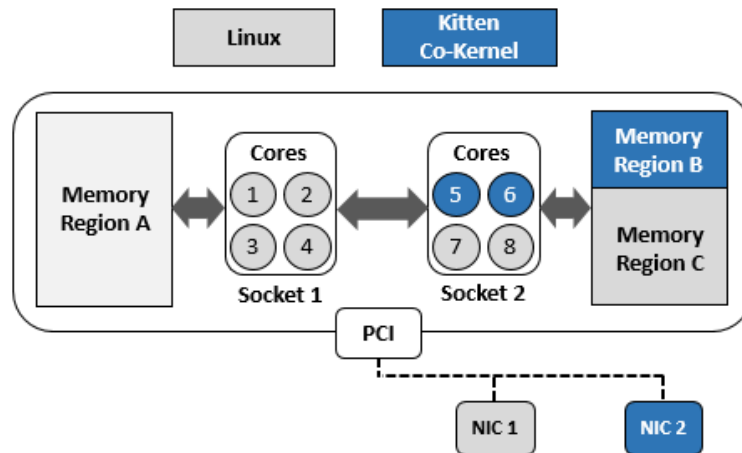 Linux
Kitten
Co-Kernel
Memory
Region A
Cores
1 2
3 4
Socket 1
Cores
5 6
7 8
Socket 2
Memory
Region B
Memory
Region C
PCI
NIC 1
NIC 2